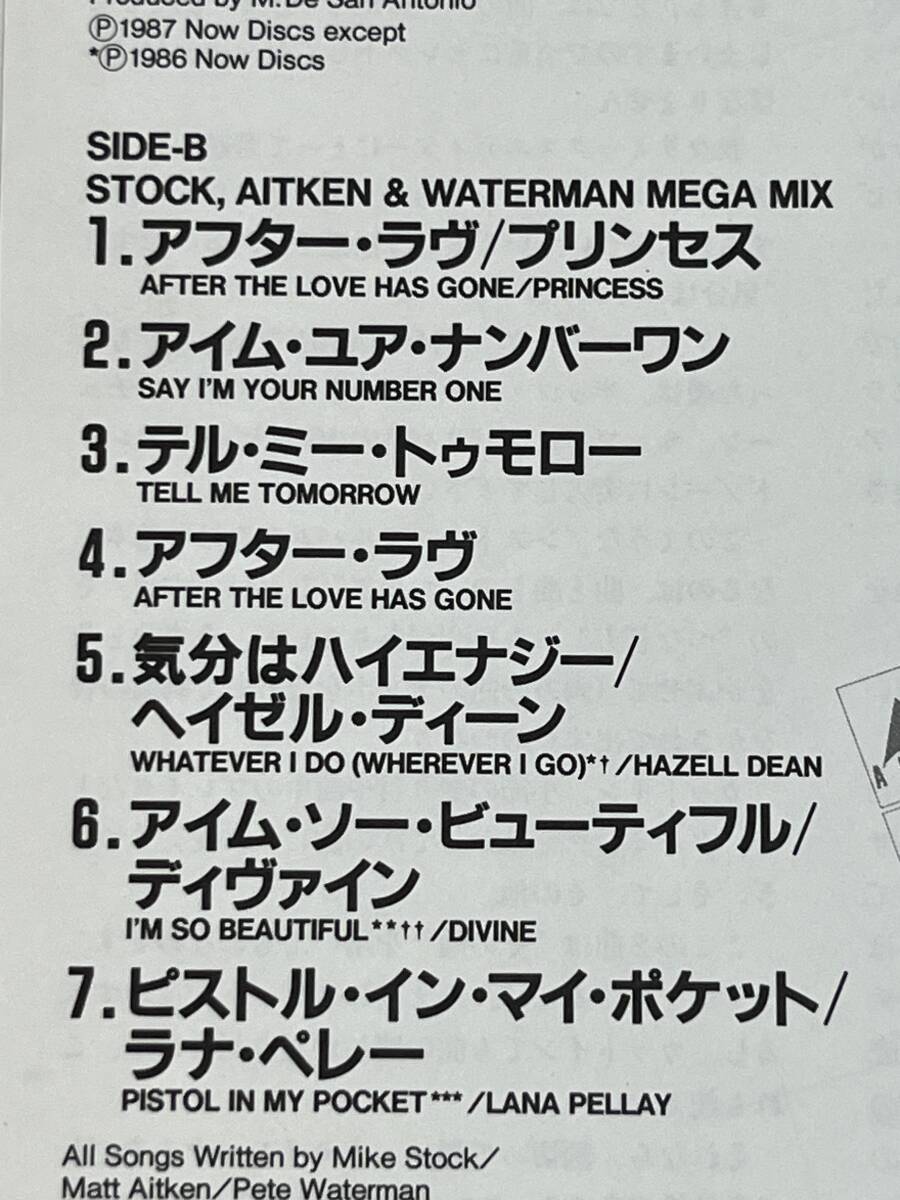 Produced by M. De San Antonio
Ⓟ1987 Now Discs except
*Ⓟ1986 Now Discs
SIDE-B
STOCK, AITKEN & WATERMAN MEGA MIX
1.アフター・ラヴ/プリンセス
AFTER THE LOVE HAS GONE/PRINCESS
2.アイム・ユア・ナンバーワン
SAY I'M YOUR NUMBER ONE
3.テル・ミー・トゥモロー
TELL ME TOMORROW
4.アフター・ラヴ
AFTER THE LOVE HAS GONE
5.気分はハイエナジー/
ヘイゼル・ディーン
WHATEVER I DO (WHEREVER I GO)*†/HAZELL DEAN
6.アイム・ソー・ビューティフル/
ディヴァイン
I'M SO BEAUTIFUL**††/DIVINE
7.ピストル・イン・マイ・ポケット/
ラナ・ペレー
PISTOL IN MY POCKET***/LANA PELLAY
All Songs Written by Mike Stock/
Matt Aitken/Pete Waterman